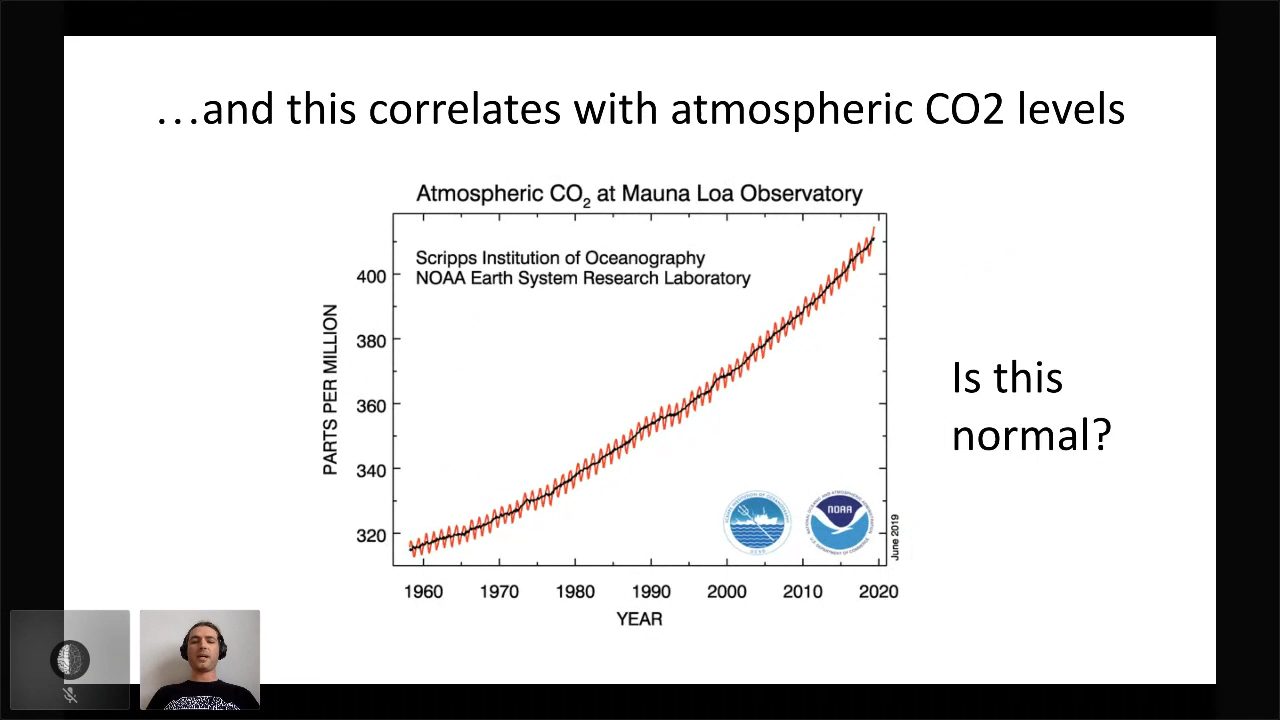 …and this correlates with atmospheric CO2 levels
Atmospheric CO₂ at Mauna Loa Observatory
Scripps Institution of Oceanography
NOAA Earth System Research Laboratory
PARTS PER MILLION
400
380
360
340
320
Is this
normal?
NOAA
June 2019
1960 1970 1980 1990 2000 2010 2020
YEAR